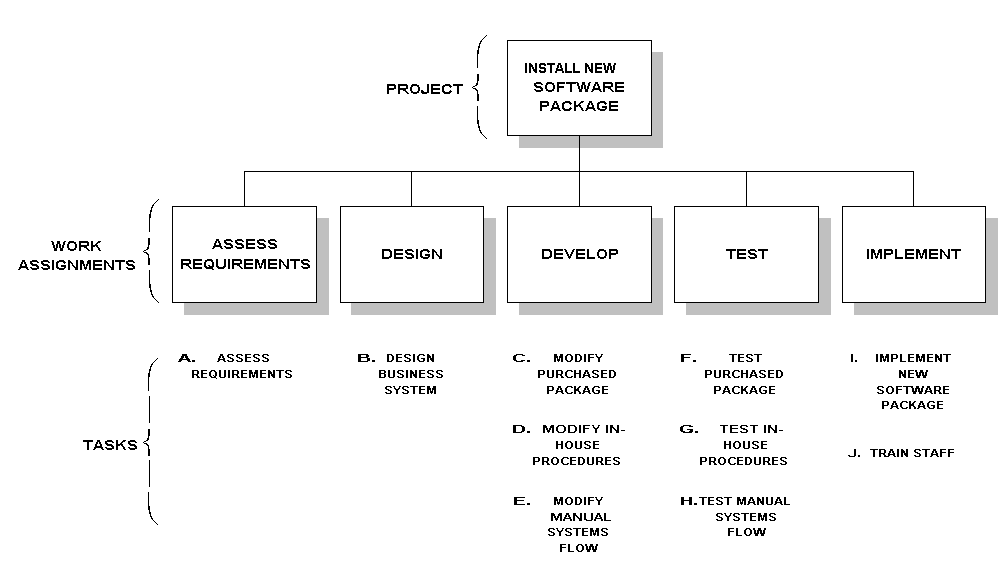 PROJECT
INSTALL NEW
SOFTWARE
PACKAGE
WORK
ASSIGNMENTS
ASSESS
REQUIREMENTS
DESIGN
DEVELOP
TEST
IMPLEMENT
TASKS
A. ASSESS
REQUIREMENTS
B. DESIGN
BUSINESS
SYSTEM
C. MODIFY
PURCHASED
PACKAGE
D. MODIFY IN-
HOUSE
PROCEDURES
E. MODIFY
MANUAL
SYSTEMS
FLOW
F. TEST
PURCHASED
PACKAGE
G. TEST IN-
HOUSE
PROCEDURES
H. TEST MANUAL
SYSTEMS
FLOW
I. IMPLEMENT
NEW
SOFTWARE
PACKAGE
J. TRAIN STAFF